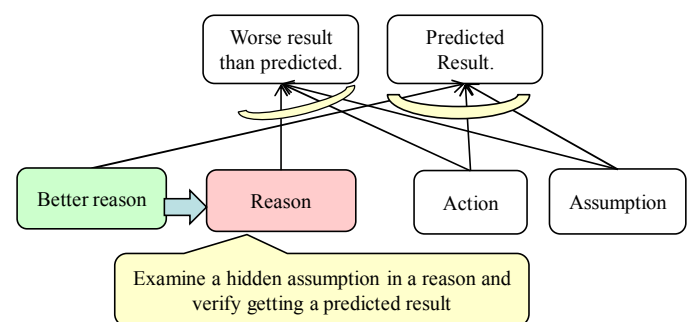 Worse result
than predicted.
Predicted
Result.
Better reason
Reason
Action
Assumption
Examine a hidden assumption in a reason and
verify getting a predicted result